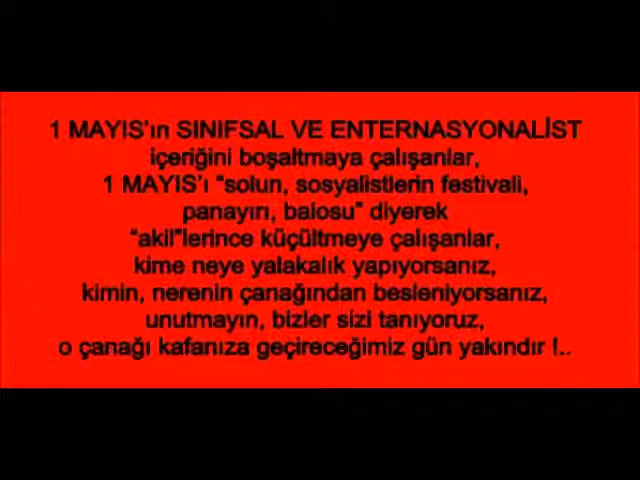 1 MAYIS’ın SINIFSAL VE ENTERNASYONALİST
içeriğini boşaltmaya çalışanlar,
1 MAYIS’ı “solun, sosyalistlerin festivali,
panayırı, balosu” diyerek
“akil”lerince küçültmeye çalışanlar,
kime neye yalakalık yapıyorsanız,
kimin, nerenin çanağından besleniyorsanız,
unutmayın, bizler sizi tanıyoruz,
o çanağı kafanıza geçireceğimiz gün yakındır !..